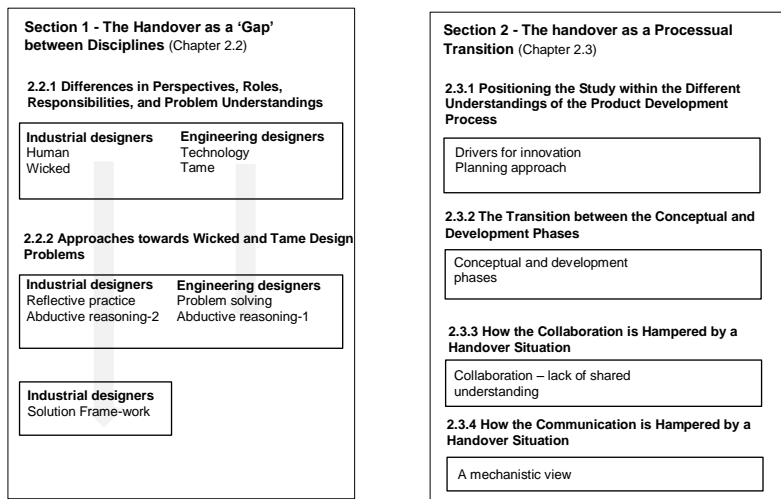 Section 1 - The Handover as a ‘Gap’
between Disciplines (Chapter 2.2)
2.2.1 Differences in Perspectives, Roles,
Responsibilities, and Problem Understandings
Industrial designers
Human
Wicked
Engineering designers
Technology
Tame
2.2.2 Approaches towards Wicked and Tame Design
Problems
Industrial designers
Reflective practice
Abductive reasoning-2
Engineering designers
Problem solving
Abductive reasoning-1
Industrial designers
Solution Frame-work
Section 2 - The handover as a Processual
Transition (Chapter 2.3)
2.3.1 Positioning the Study within the Different
Understandings of the Product Development
Process
Drivers for innovation
Planning approach
2.3.2 The Transition between the Conceptual and
Development Phases
Conceptual and development
phases
2.3.3 How the Collaboration is Hampered by a
Handover Situation
Collaboration – lack of shared
understanding
2.3.4 How the Communication is Hampered by a
Handover Situation
A mechanistic view